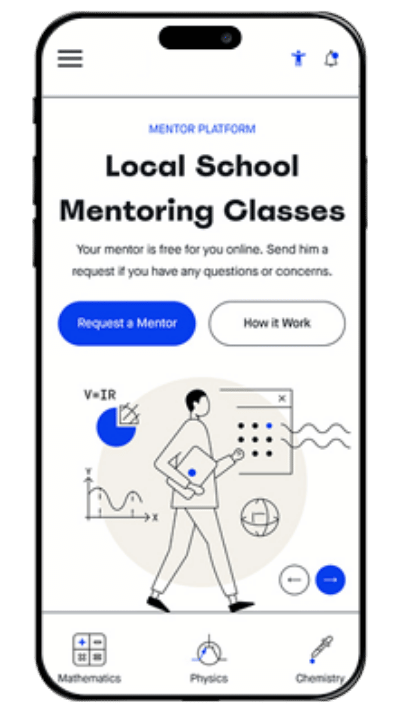 MENTOR PLATFORM
Local School
Mentoring Classes
Your mentor is free for you online. Send him a
request if you have any questions or concerns.
Request a Mentor
How it Work
V=IR
Y
X
Mathematics
Physics
Chemistry